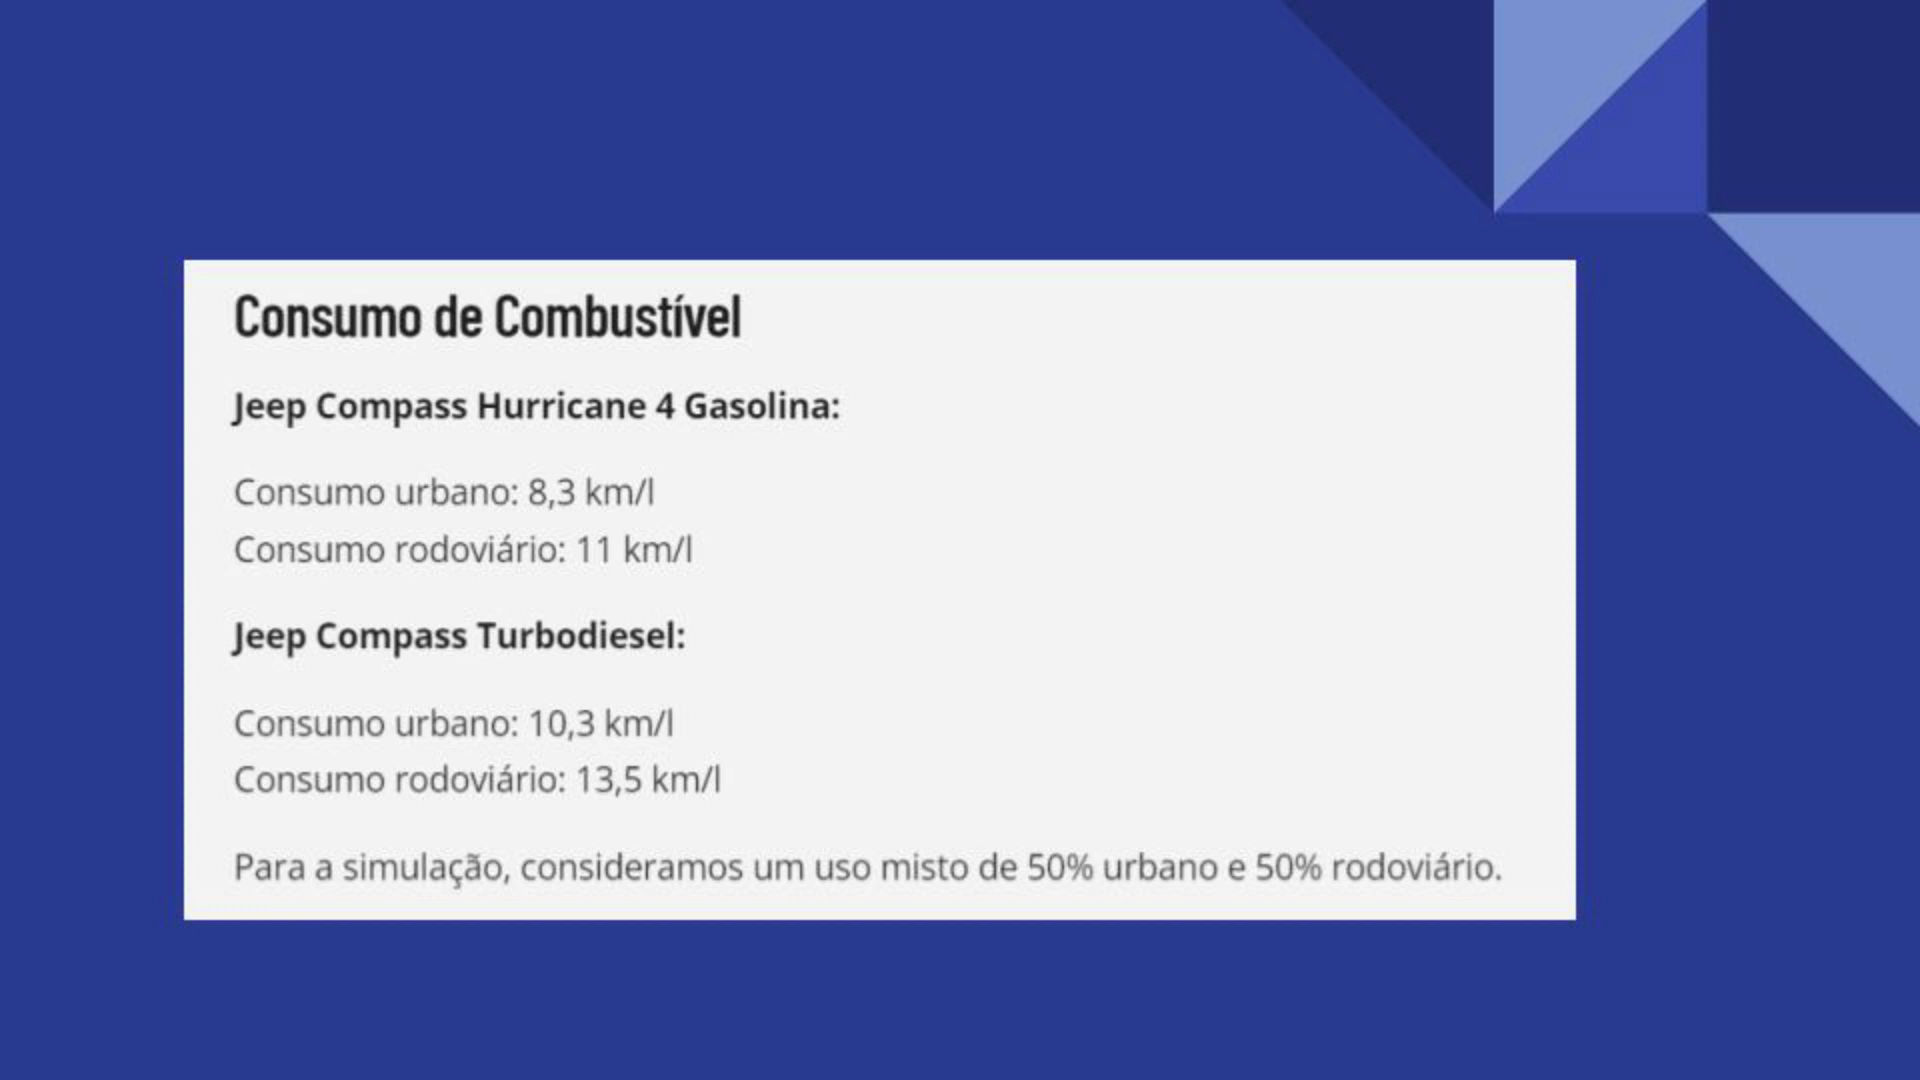 Consumo de Combustível
Jeep Compass Hurricane 4 Gasolina:
Consumo urbano: 8,3 km/l
Consumo rodoviário: 11 km/l
Jeep Compass Turbodiesel:
Consumo urbano: 10,3 km/l
Consumo rodoviário: 13,5 km/l
Para a simulação, consideramos um uso misto de 50% urbano e 50% rodoviário.